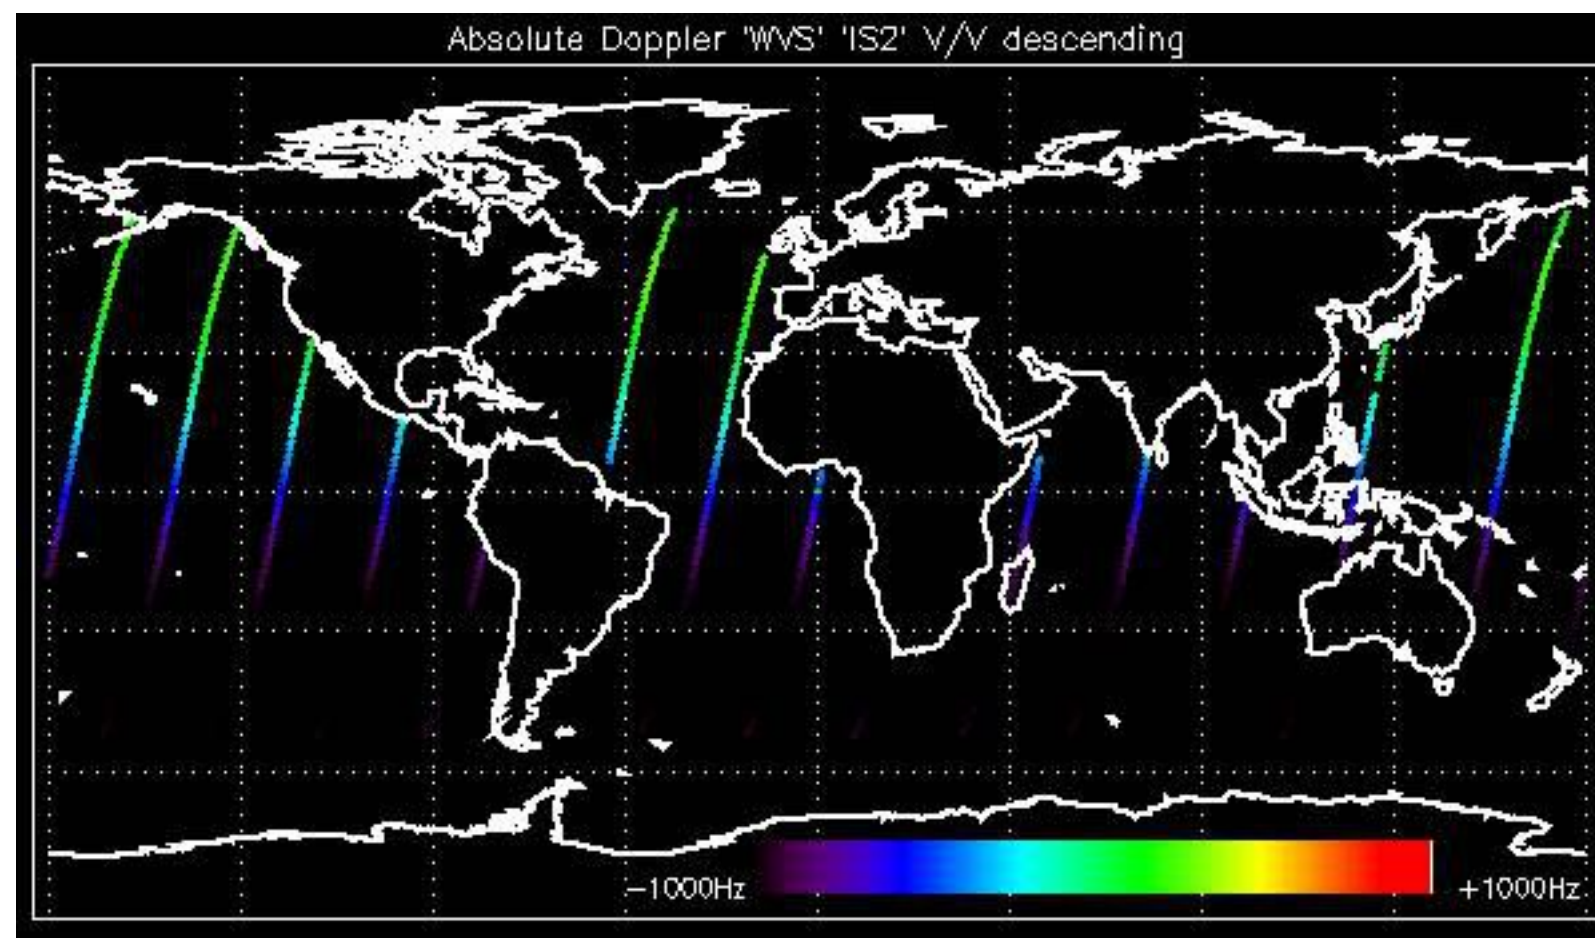 Absolute Doppler 'WVS' 'IS2' V/V descending
−1000Hz
+1000Hz